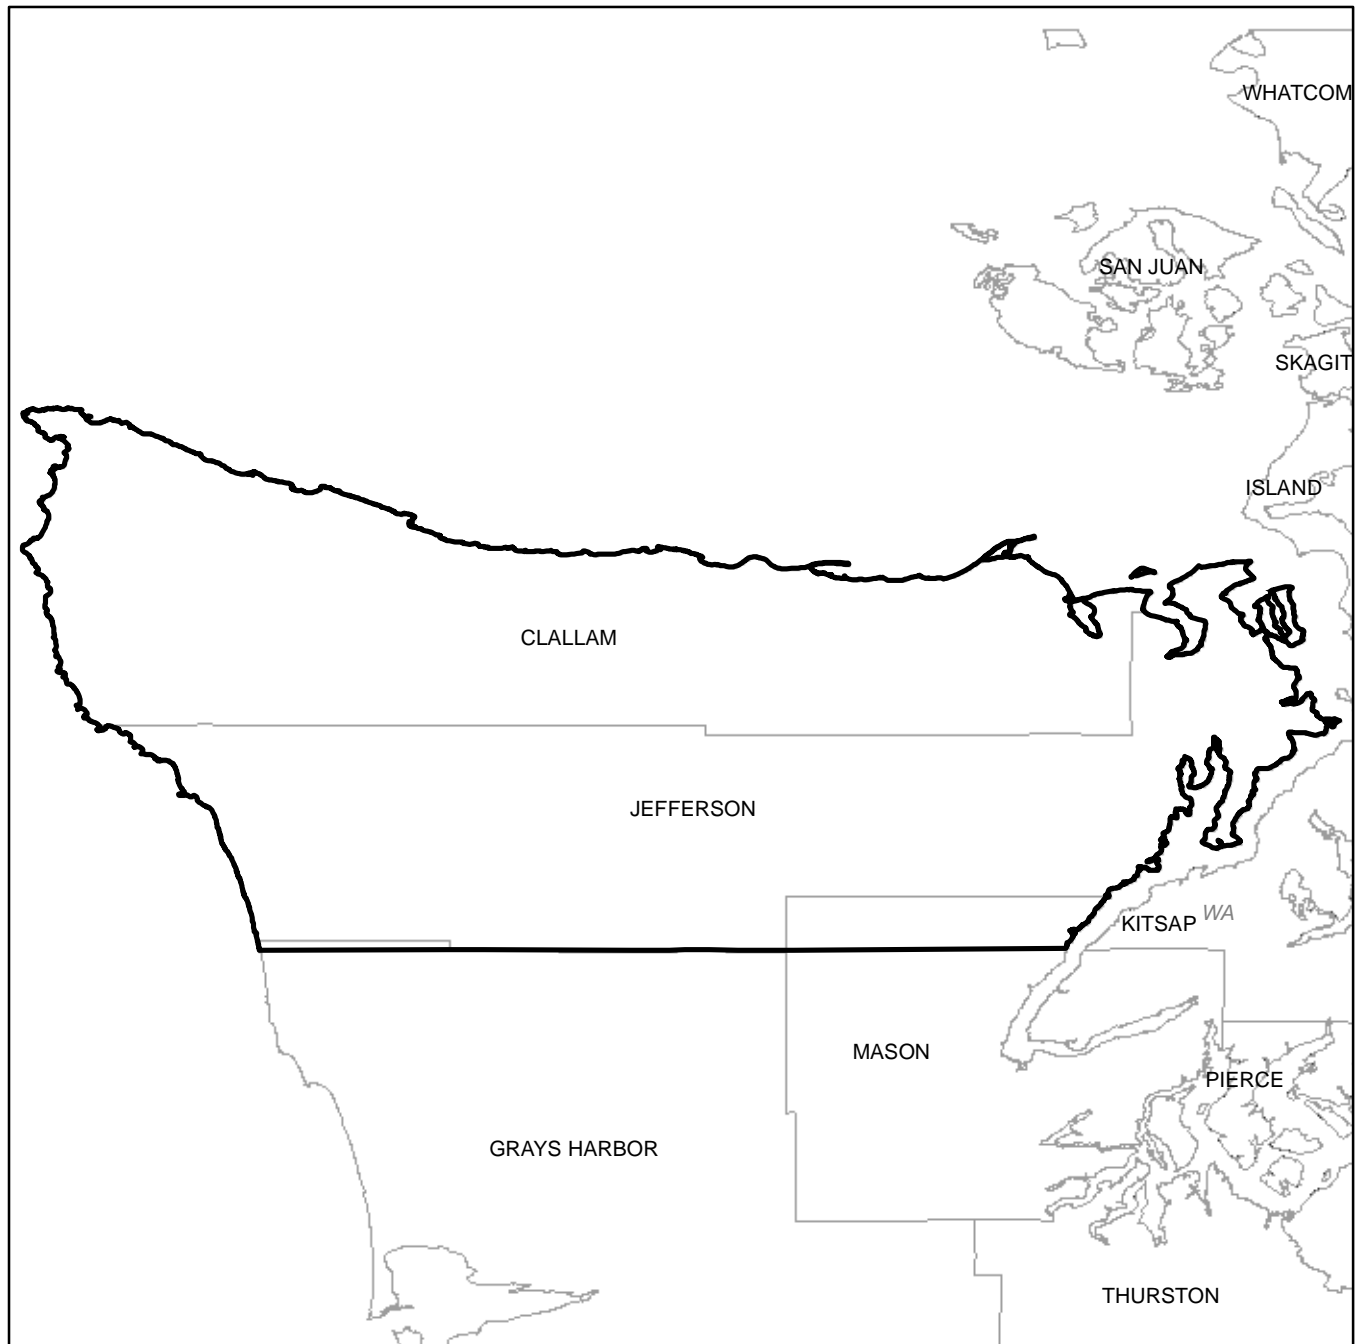 WHATCOM
SAN JUAN
SKAGIT
ISLAND
CLALLAM
JEFFERSON
KITSAP WA
MASON
PIERCE
GRAYS HARBOR
THURSTON